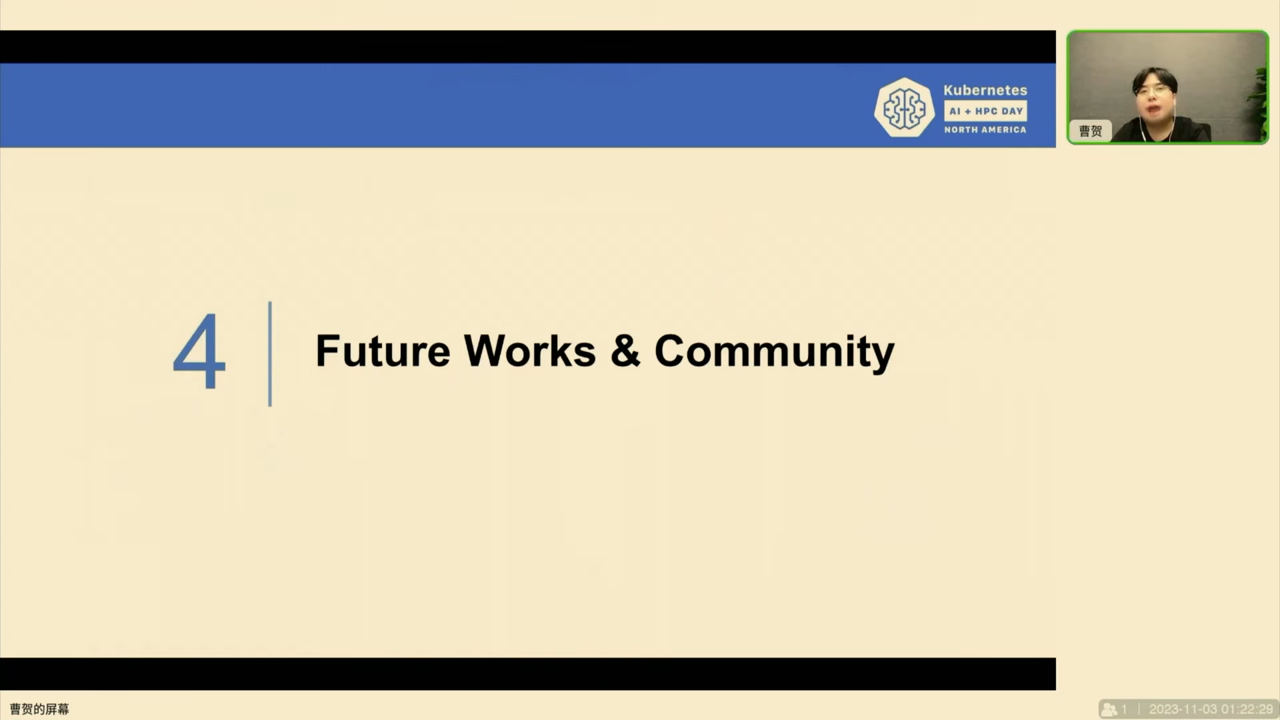 Kubernetes
AI + HPC DAY
NORTH AMERICA
曹贺
4
Future Works & Community
曹贺的屏幕
1
2023-11-03 01:22:29